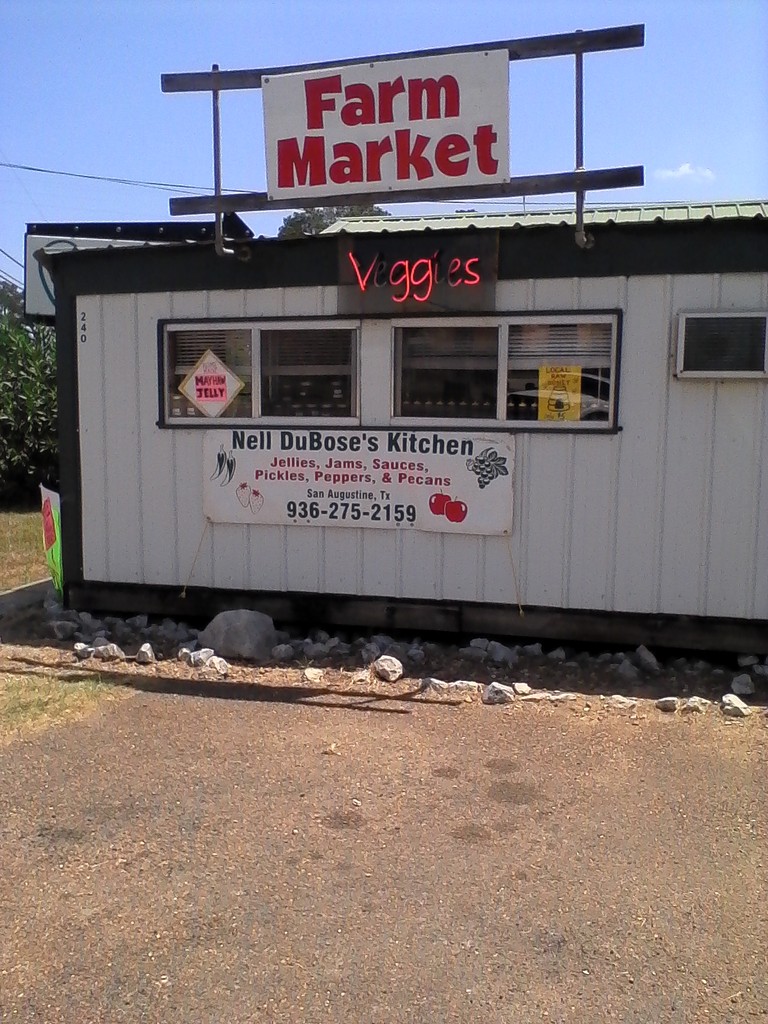 Farm
Market
Veggies
240
MAYHAW
JELLY
LOCAL
RAW
HONEY
Nell DuBose's Kitchen
Jellies, Jams, Sauces,
Pickles, Peppers, & Pecans
San Augustine, Tx
936-275-2159